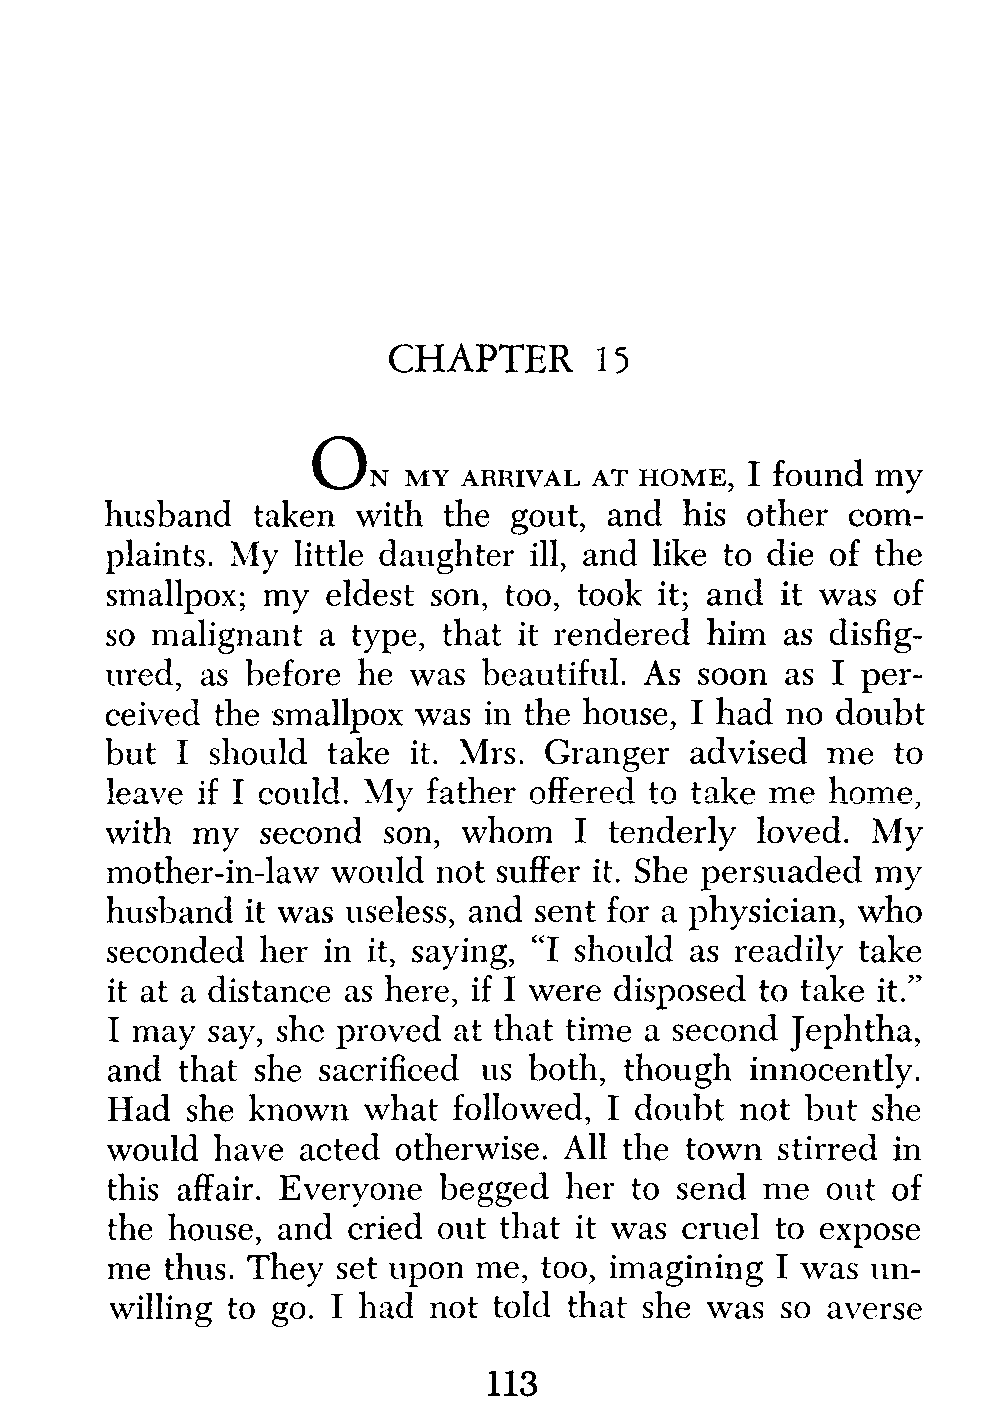 CHAPTER 15
ON MY ARRIVAL AT HOME, I found my
husband taken with the gout, and his other com-
plaints. My little daughter ill, and like to die of the
smallpox; my eldest son, too, took it; and it was of
so malignant a type, that it rendered him as disfig-
ured, as before he was beautiful. As soon as I per-
ceived the smallpox was in the house, I had no doubt
but I should take it. Mrs. Granger advised me to
leave if I could. My father offered to take me home,
with my second son, whom I tenderly loved. My
mother-in-law would not suffer it. She persuaded my
husband it was useless, and sent for a physician, who
seconded her in it, saying, “I should as readily take
it at a distance as here, if I were disposed to take it.”
I may say, she proved at that time a second Jephtha,
and that she sacrificed us both, though innocently.
Had she known what followed, I doubt not but she
would have acted otherwise. All the town stirred in
this affair. Everyone begged her to send me out of
the house, and cried out that it was cruel to expose
me thus. They set upon me, too, imagining I was un-
willing to go. I had not told that she was so averse
113